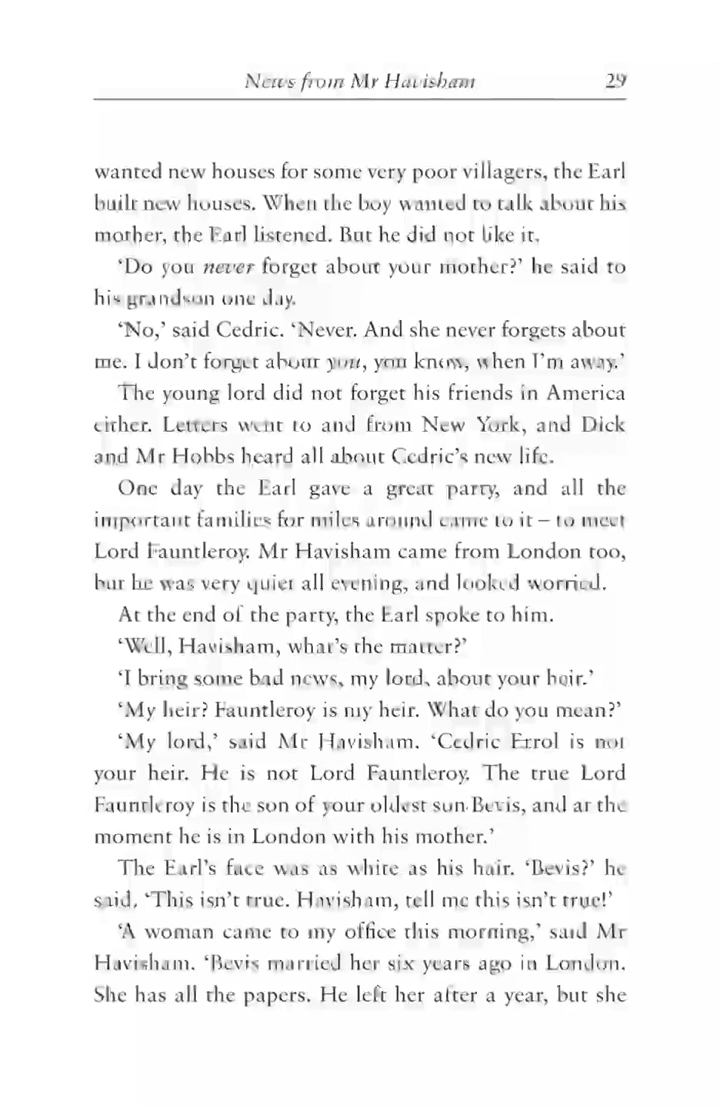 News from Mr Havisham 29
wanted new houses for some very poor villagers, the Earl
built new houses. When the boy wanted to talk about his
mother, the Earl listened. But he did not like it.
‘Do you never forget about your mother?’ he said to
his grandson one day.
‘No,’ said Cedric. ‘Never. And she never forgets about
me. I don’t forget about you, you know, when I’m away.’
The young lord did not forget his friends in America
either. Letters went to and from New York, and Dick
and Mr Hobbs heard all about Cedric’s new life.
One day the Earl gave a great party, and all the
important families for miles around came to it – to meet
Lord Fauntleroy. Mr Havisham came from London too,
but he was very quiet all evening, and looked worried.
At the end of the party, the Earl spoke to him.
‘Well, Havisham, what’s the matter?’
‘I bring some bad news, my lord, about your heir.’
‘My heir? Fauntleroy is my heir. What do you mean?’
‘My lord,’ said Mr Havisham. ‘Cedric Errol is not
your heir. He is not Lord Fauntleroy. The true Lord
Fauntleroy is the son of your oldest son Bevis, and at the
moment he is in London with his mother.’
The Earl’s face was as white as his hair. ‘Bevis?’ he
said. ‘This isn’t true. Havisham, tell me this isn’t true!’
‘A woman came to my office this morning,’ said Mr
Havisham. ‘Bevis married her six years ago in London.
She has all the papers. He left her after a year, but she